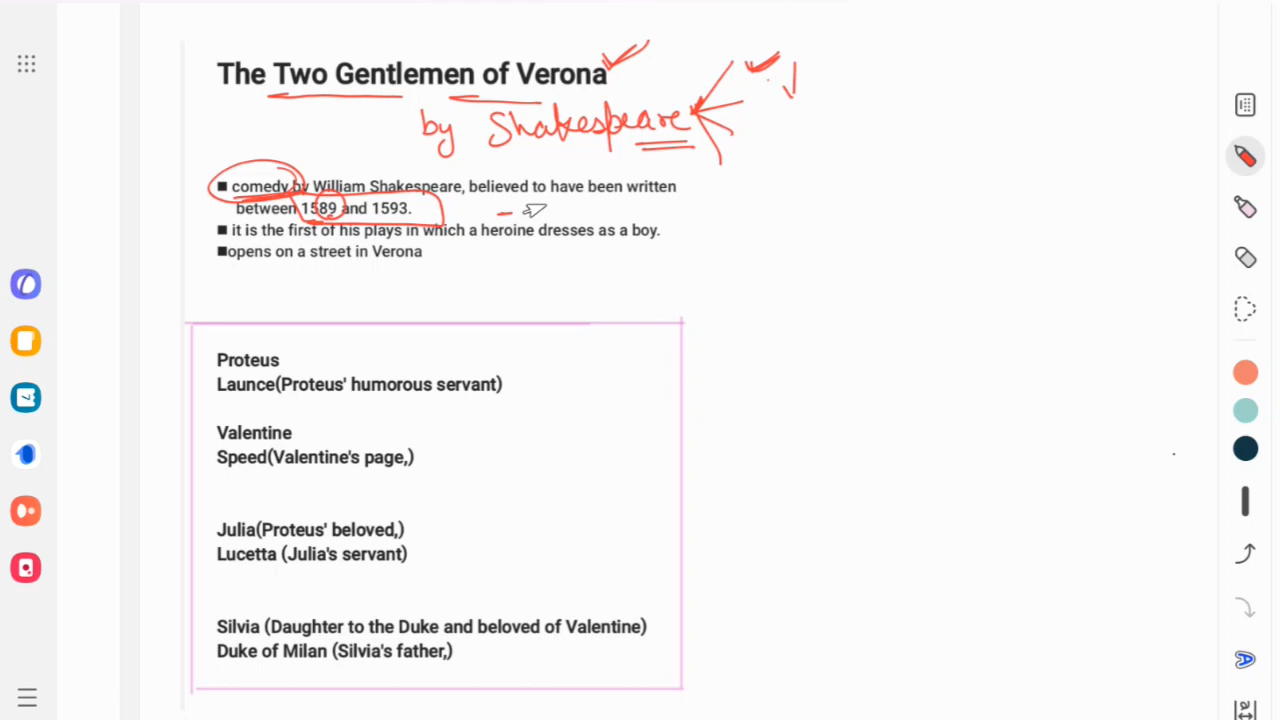 The Two Gentlemen of Verona
by Shakespeare
■ comedy by William Shakespeare, believed to have been written
between 1589 and 1593.
■ it is the first of his plays in which a heroine dresses as a boy.
■opens on a street in Verona
Proteus
Launce(Proteus' humorous servant)
Valentine
Speed(Valentine's page,)
Julia(Proteus' beloved,)
Lucetta (Julia's servant)
Silvia (Daughter to the Duke and beloved of Valentine)
Duke of Milan (Silvia's father,)